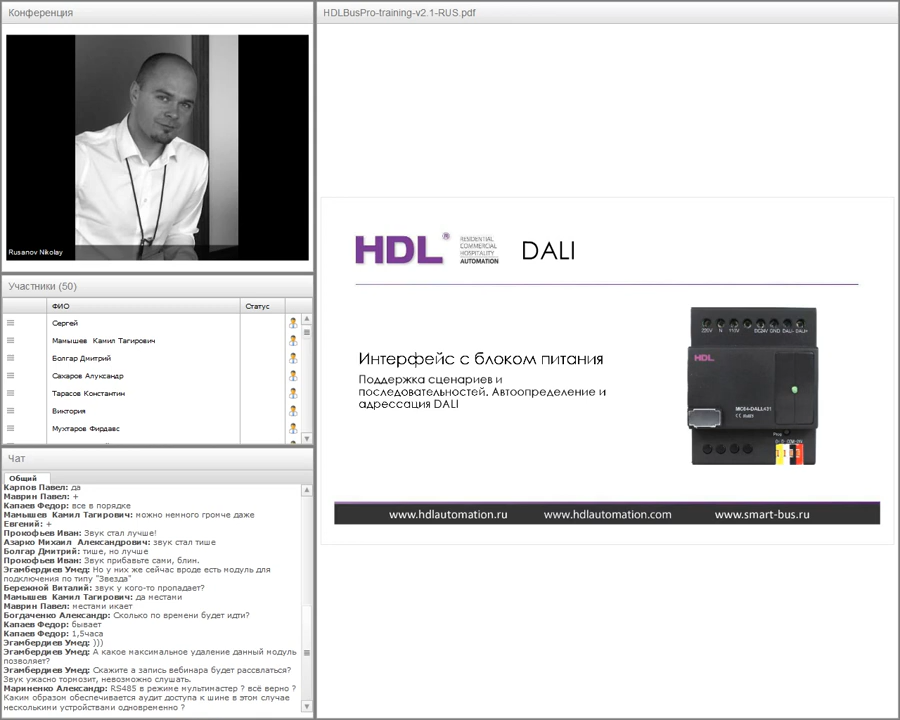 Конференция
Rusanov Nikolay
Участники (50)
ФИО
Статус
Сергей
Мамышев Камил Тагирович
Болгар Дмитрий
Сахаров Алуксандр
Тарасов Константин
Виктория
Мухтаров Фирдавс
Чат
Общий
Карпов Павел: да
Маврин Павел: +
Капаев Федор: все в порядке
Мамышев Камил Тагирович: можно немного громче даже
Евгений: +
Прокофьев Иван: Звук стал лучше!
Азарко Михаил Александрович: звук стал тише
Болгар Дмитрий: тише, но лучше
Прокофьев Иван: Звук прибавьте сами, блин.
Эгамбердиев Умед: Но у них же сейчас вроде есть модуль для
подключения по типу "Звезда"
Бережной Виталий: звук у кого-то пропадает?
Мамышев Камил Тагирович: да местами
Маврин Павел: местами икает
Богдаченко Александр: Сколько по времени будет идти?
Капаев Федор: бывает
Капаев Федор: 1,5часа
Эгамбердиев Умед: )))
Эгамбердиев Умед: А какое максимальное удаление данный модуль
позволяет?
Эгамбердиев Умед: Скажите а запись вебинара будет рассвлаться?
Звук ужасно тормозит, невозможно слушать.
Мариненко Александр: RS485 в режиме мультимастер ? всё верно ?
Каким образом обеспечивается аудит доступа к шине в этом случае
несколькими устройствами одновременно ?
HDLBusPro-training-v2.1-RUS.pdf
HDL®
RESIDENTIAL
COMMERCIAL
HOSPITALITY
AUTOMATION
DALI
Интерфейс с блоком питания
Поддержка сценариев и
последовательностей. Автоопределение и
адрессация DALI
HDL
www.hdlautomation.ru
www.hdlautomation.com
www.smart-bus.ru